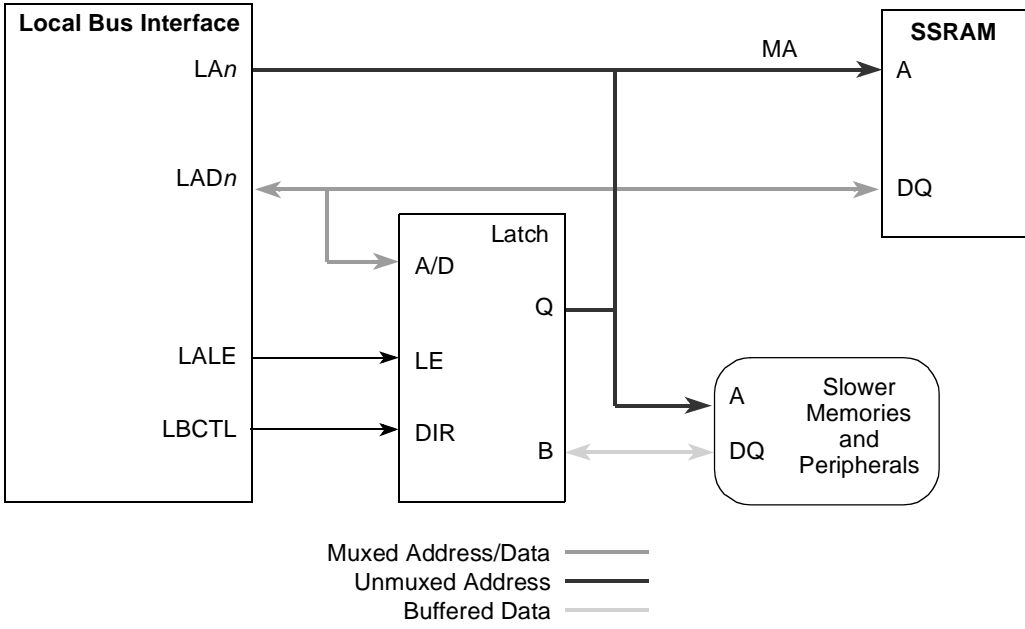 Local Bus Interface
SSRAM
LAn
MA
A
LADn
DQ
Latch
A/D
Q
LALE
LE
LBCTL
DIR
B
A
DQ
Slower
Memories
and
Peripherals
Muxed Address/Data
Unmuxed Address
Buffered Data